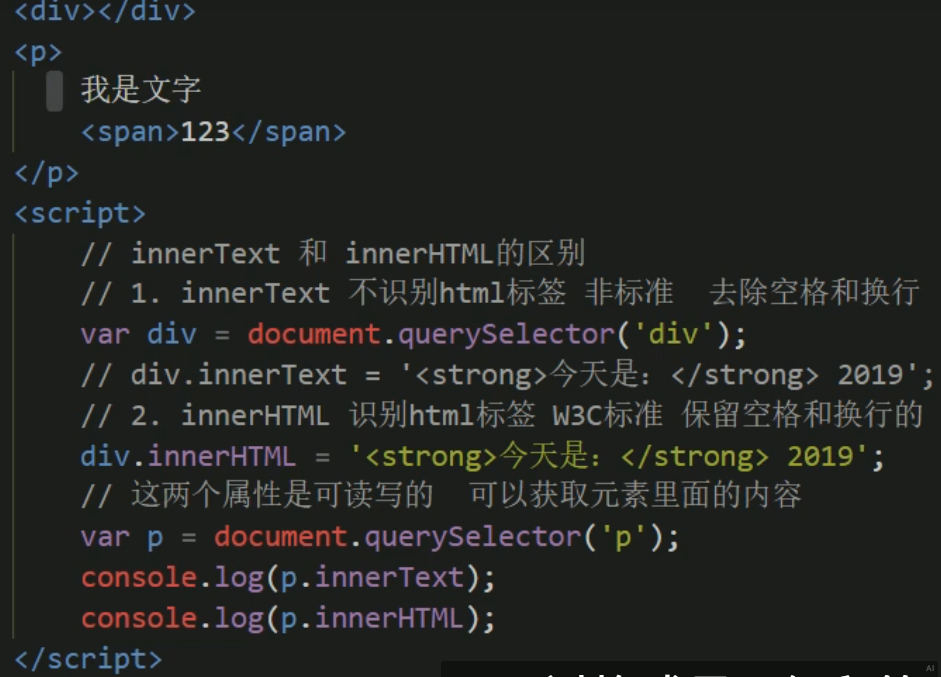 <div></div>
<p>
我是文字
<span>123</span>
</p>
<script>
// innerText 和 innerHTML的区别
// 1. innerText 不识别html标签 非标准  去除空格和换行
var div = document.querySelector('div');
// div.innerText = '<strong>今天是：</strong> 2019';
// 2. innerHTML 识别html标签 W3C标准 保留空格和换行的
div.innerHTML = '<strong>今天是：</strong> 2019';
// 这两个属性是可读写的  可以获取元素里面的内容
var p = document.querySelector('p');
console.log(p.innerText);
console.log(p.innerHTML);
</script>
AI